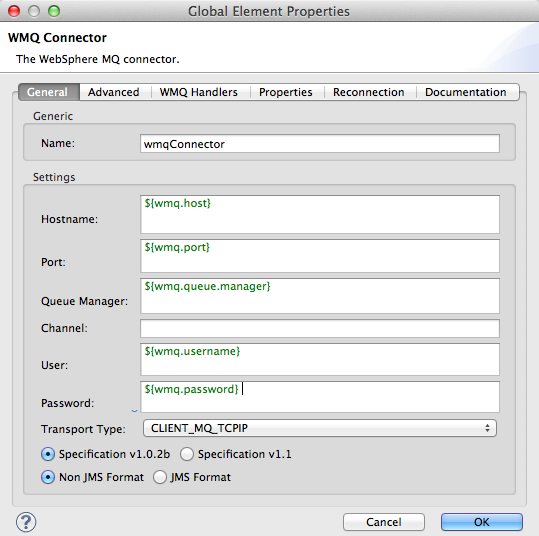 Global Element Properties
WMQ Connector
The WebSphere MQ connector.
General Advanced WMQ Handlers Properties Reconnection Documentation
Generic
Name: wmqConnector
Settings
Hostname: ${wmq.host}
Port: ${wmq.port}
Queue Manager: ${wmq.queue.manager}
Channel:
User: ${wmq.username}
Password: ${wmq.password}
Transport Type: CLIENT_MQ_TCPIP
Specification v1.0.2b Specification v1.1
Non JMS Format JMS Format
? Cancel OK